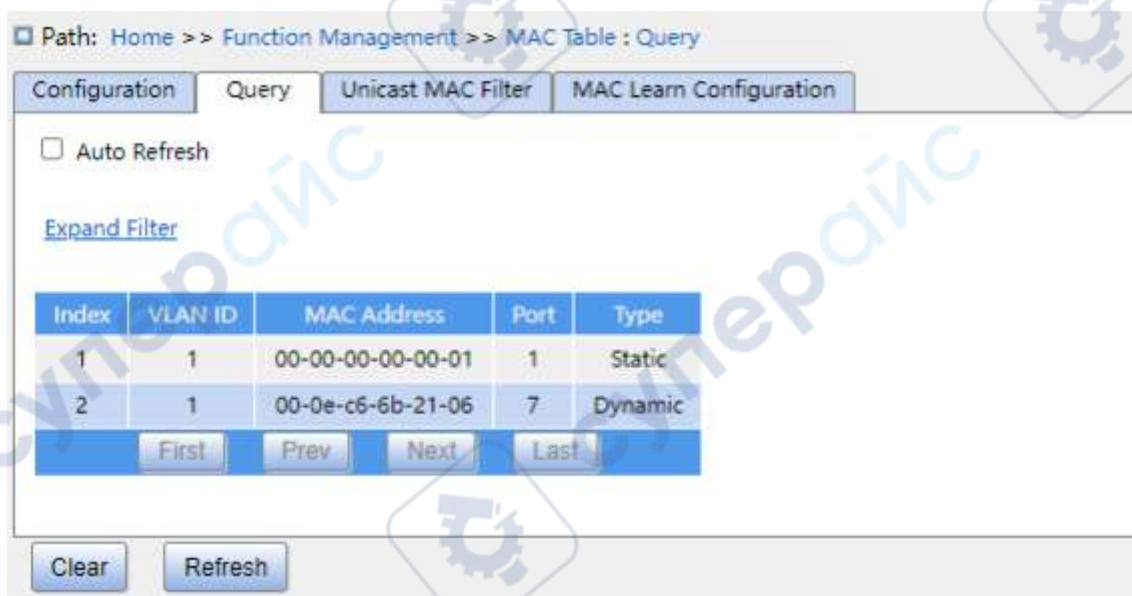 Path: Home >> Function Management >> MAC Table : Query
Configuration Query Unicast MAC Filter MAC Learn Configuration
Auto Refresh
Expand Filter
Index VLAN ID MAC Address Port Type
1 1 00-00-00-00-00-01 1 Static
2 1 00-0e-c6-6b-21-06 7 Dynamic
First Prev Next Last
Clear Refresh
супербайс
супербайс